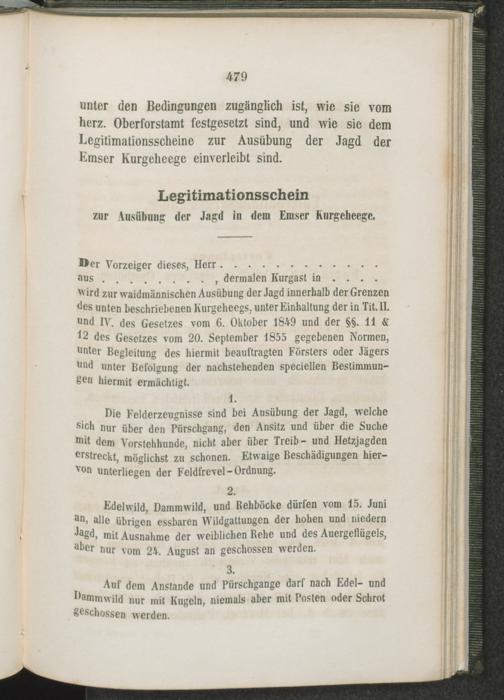 479
unter den Bedingungen zugänglich ist, wie sie vom
herz. Oberforstamt festgesetzt sind, und wie sie dem
Legitimationsscheine zur Ausübung der Jagd der
Emser Kurgeheege einverleibt sind.
Legitimationsschein
zur Ausübung der Jagd in dem Emser Kurgeheege.
Der Vorzeiger dieses, Herr . . . . . . . . . . . .
aus . . . . . . . . . , dermalen Kurgast in . . . .
wird zur waidmännischen Ausübung der Jagd innerhalb der Grenzen
des unten beschriebenen Kurgeheegs, unter Einhaltung der in Tit. II.
und IV. des Gesetzes vom 6. Oktober 1849 und der §§. 11 &
12 des Gesetzes vom 20. September 1855 gegebenen Normen,
unter Begleitung des hiermit beauftragten Försters oder Jägers
und unter Befolgung der nachstehenden speciellen Bestimmun-
gen hiermit ermächtigt.
1.
Die Felderzeugnisse sind bei Ausübung der Jagd, welche
sich nur über den Pürschgang, den Ansitz und über die Suche
mit dem Vorstehhunde, nicht aber über Treib- und Hetzjagden
erstreckt, möglichst zu schonen. Etwaige Beschädigungen hier-
von unterliegen der Feldfrevel-Ordnung.
2.
Edelwild, Dammwild, und Rehböcke dürfen vom 15. Juni
an, alle übrigen essbaren Wildgattungen der hohen und niedern
Jagd, mit Ausnahme der weiblichen Rehe und des Auergeflügels,
aber nur vom 24. August an geschossen werden.
3.
Auf dem Anstande und Pürschgange darf nach Edel- und
Dammwild nur mit Kugeln, niemals aber mit Posten oder Schrot
geschossen werden.